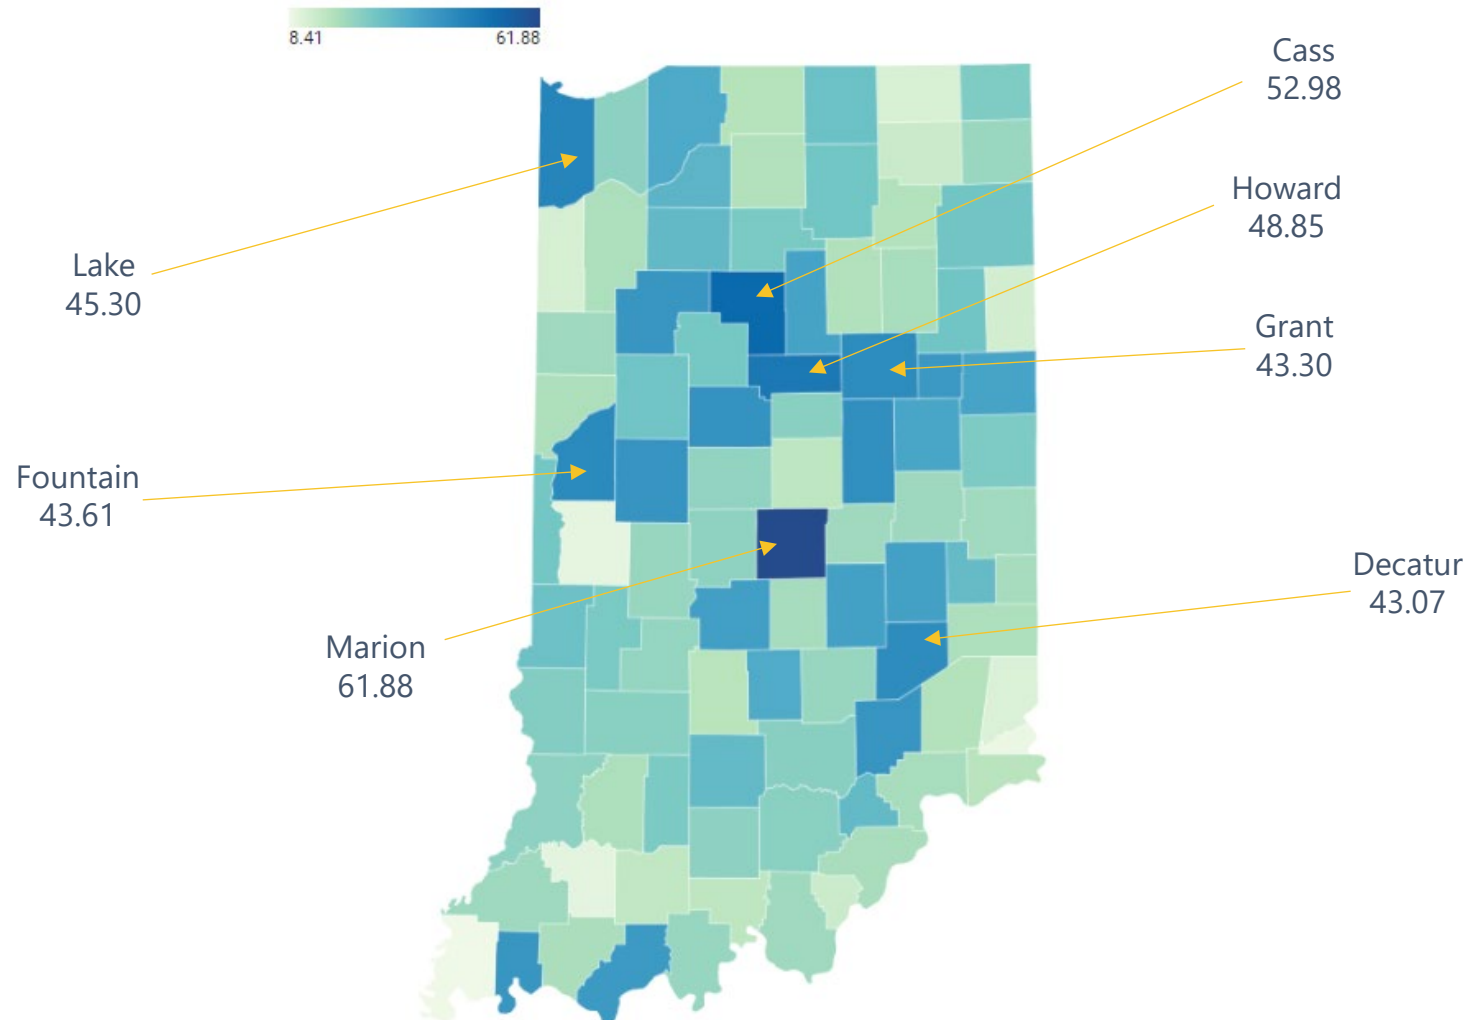 8.41 61.88
Cass
52.98
Howard
48.85
Lake
45.30
Grant
43.30
Fountain
43.61
Decatur
43.07
Marion
61.88